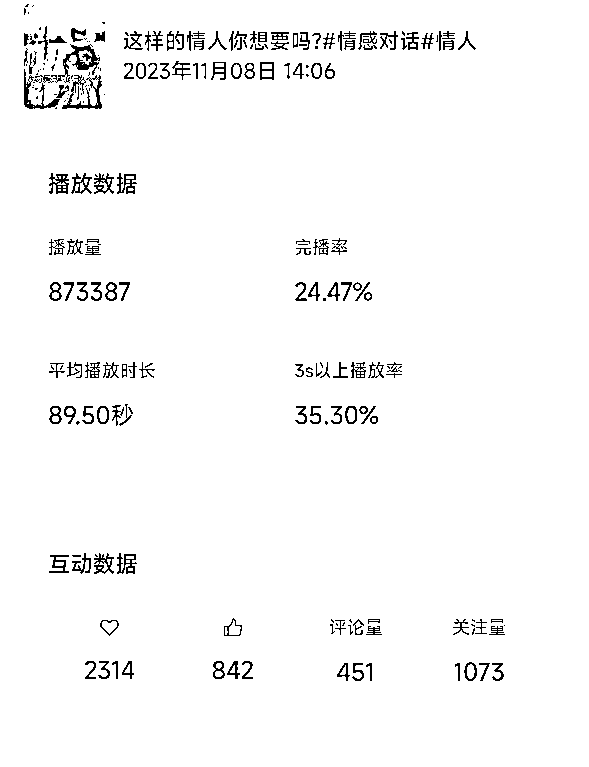 这样的情人你想要吗?#情感对话#情人
2023年11月08日 14:06
播放数据
播放量 完播率
873387 24.47%
平均播放时长 3s以上播放率
89.50秒 35.30%
互动数据
评论量 关注量
2314 842 451 1073